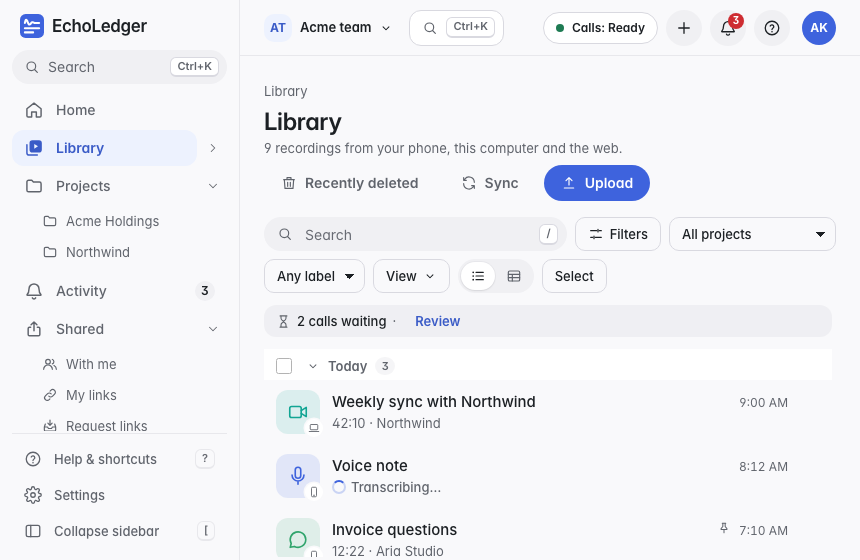 EchoLedger
Search Ctrl+K
Home
Library
Projects
Acme Holdings
Northwind
Activity 3
Shared
With me
My links
Request links
Help & shortcuts ?
Settings
Collapse sidebar [
AT Acme team Ctrl+K Calls: Ready 3 AK
Library
Library
9 recordings from your phone, this computer and the web.
Recently deleted Sync Upload
Search / Filters All projects
Any label View Select
2 calls waiting · Review
Today 3
Weekly sync with Northwind 9:00 AM
42:10 · Northwind
Voice note 8:12 AM
Transcribing...
Invoice questions 7:10 AM
12:22 · Aria Studio